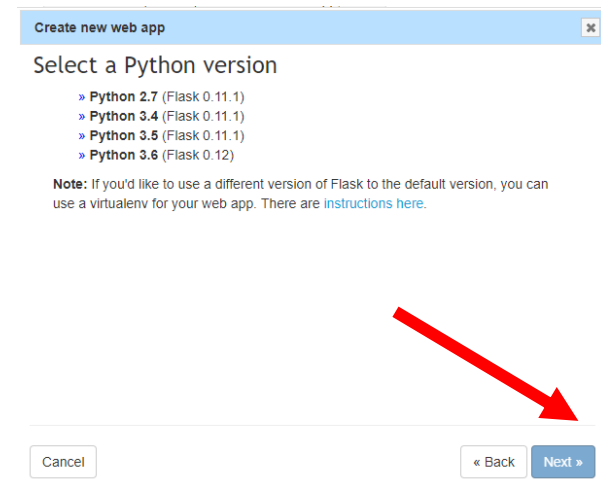 Create new web app
Select a Python version
» Python 2.7 (Flask 0.11.1)
» Python 3.4 (Flask 0.11.1)
» Python 3.5 (Flask 0.11.1)
» Python 3.6 (Flask 0.12)
Note: If you'd like to use a different version of Flask to the default version, you can
use a virtualenv for your web app. There are instructions here.
Cancel
« Back
Next »